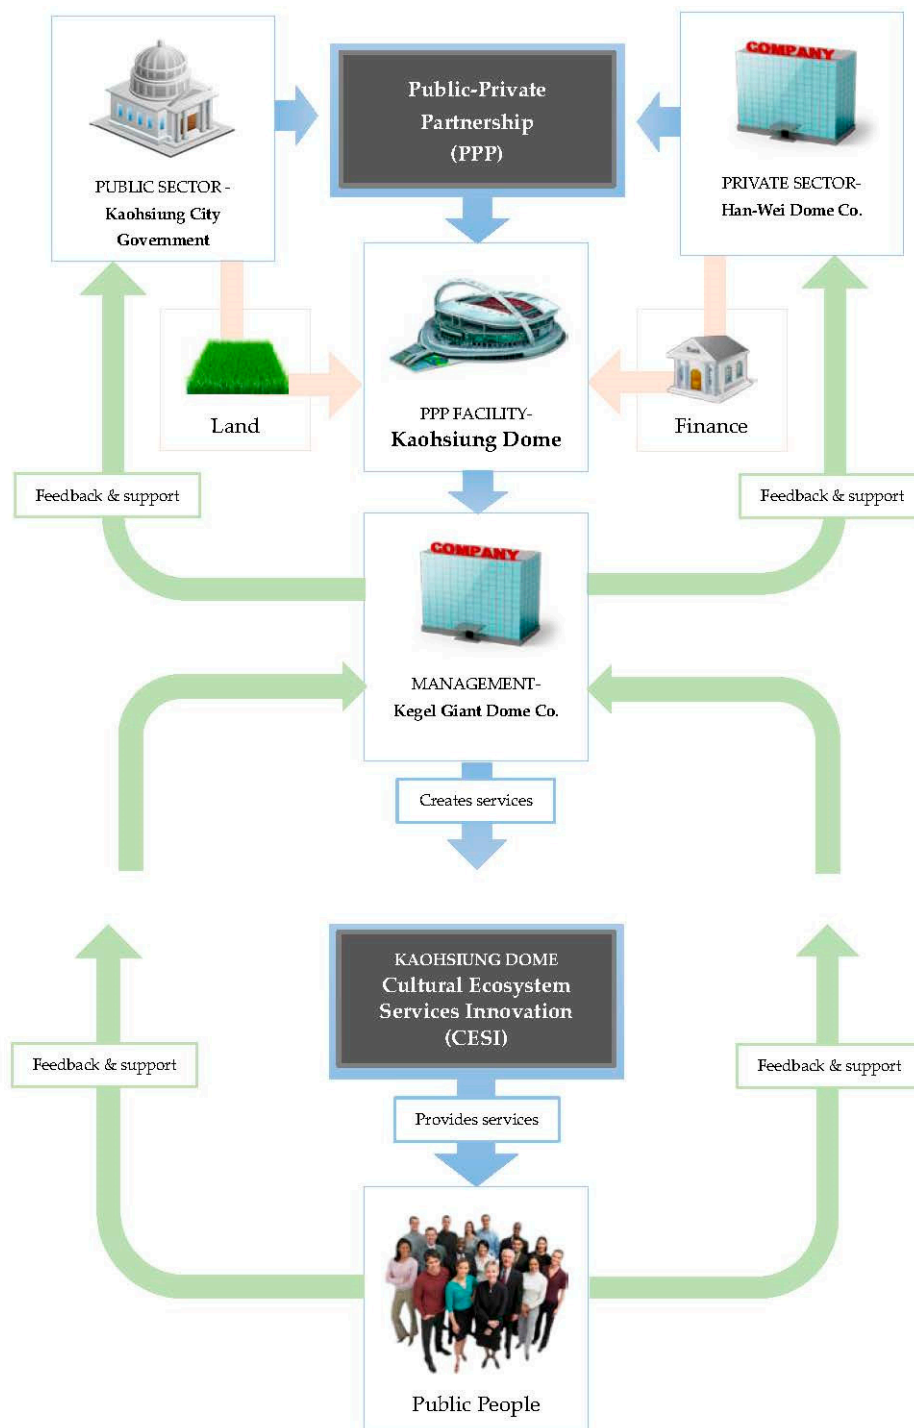 Public-Private
Partnership
(PPP)
COMPANY
PUBLIC SECTOR -
Kaohsiung City
Government
PRIVATE SECTOR-
Han-Wei Dome Co.
Bank
Land
PPP FACILITY-
Kaohsiung Dome
Finance
Feedback & support
Feedback & support
COMPANY
MANAGEMENT-
Kegel Giant Dome Co.
Creates services
KAOHSIUNG DOME
Cultural Ecosystem
Services Innovation
(CESI)
Feedback & support
Feedback & support
Provides services
Public People